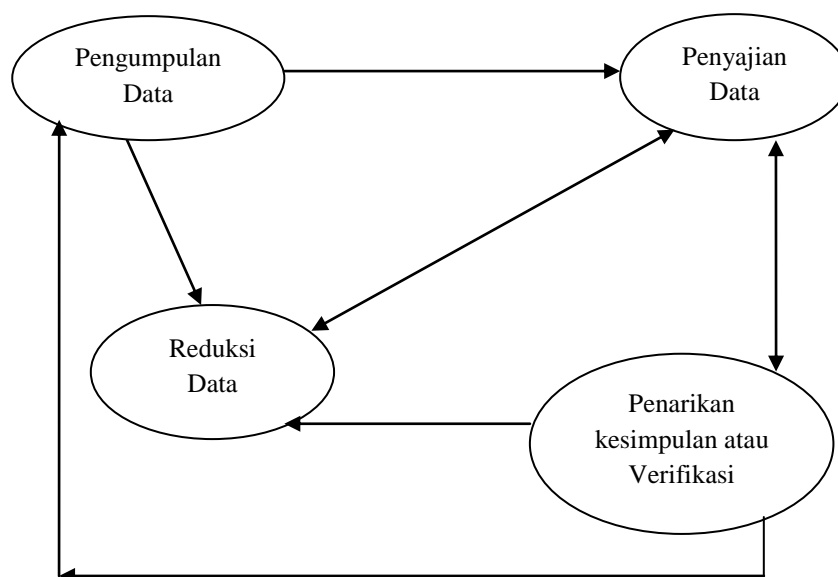 Pengumpulan
Data
Penyajian
Data
Reduksi
Data
Penarikan
kesimpulan atau
Verifikasi